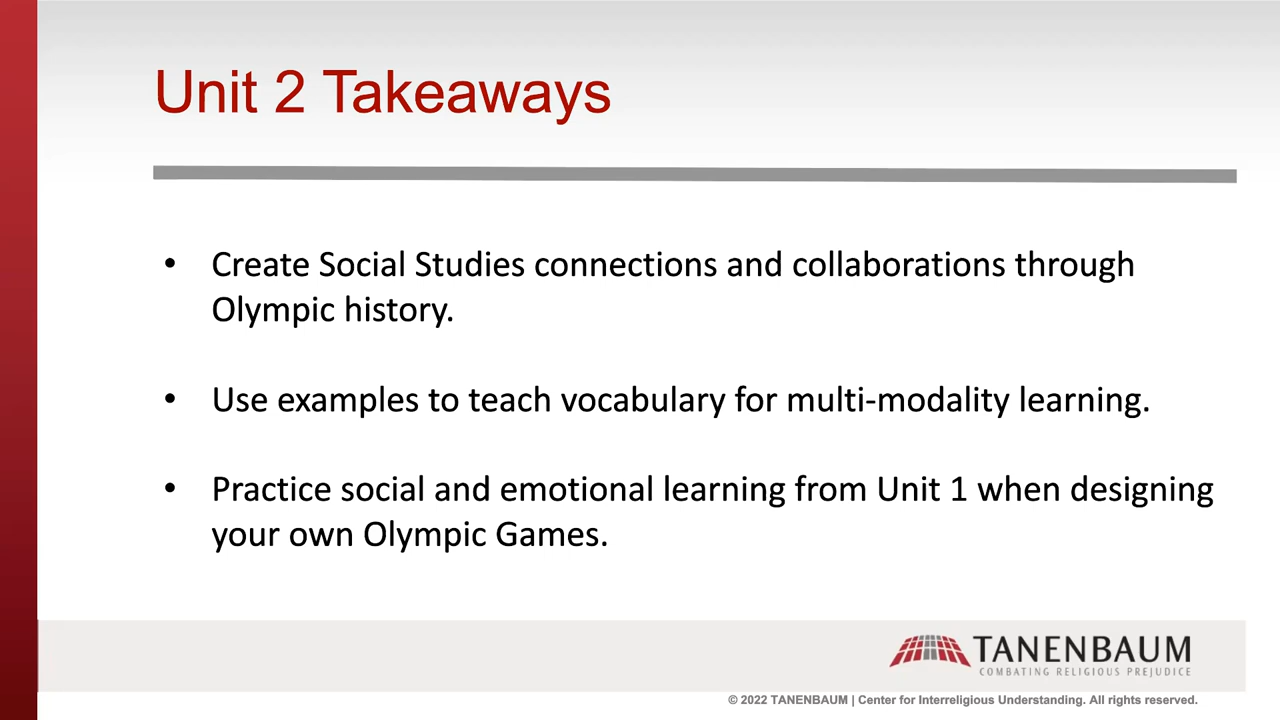 Unit 2 Takeaways
• Create Social Studies connections and collaborations through
Olympic history.
• Use examples to teach vocabulary for multi-modality learning.
• Practice social and emotional learning from Unit 1 when designing
your own Olympic Games.
TANENBAUM
COMBATING RELIGIOUS PREJUDICE
© 2022 TANENBAUM | Center for Interreligious Understanding. All rights reserved.